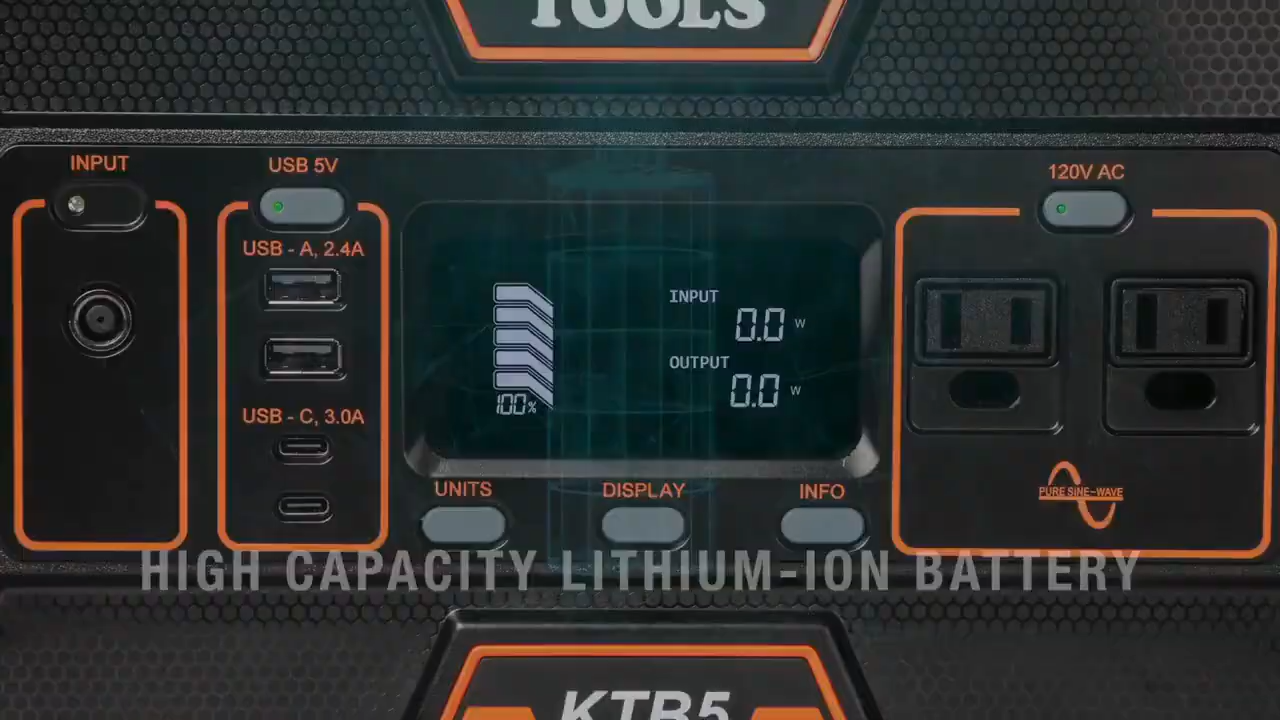 TOOLS
INPUT
USB 5V
USB - A, 2.4A
USB - C, 3.0A
120V AC
INPUT
0.0 W
OUTPUT
0.0 W
100%
UNITS
DISPLAY
INFO
PURE SINE-WAVE
HIGH CAPACITY LITHIUM-ION BATTERY
KTB5